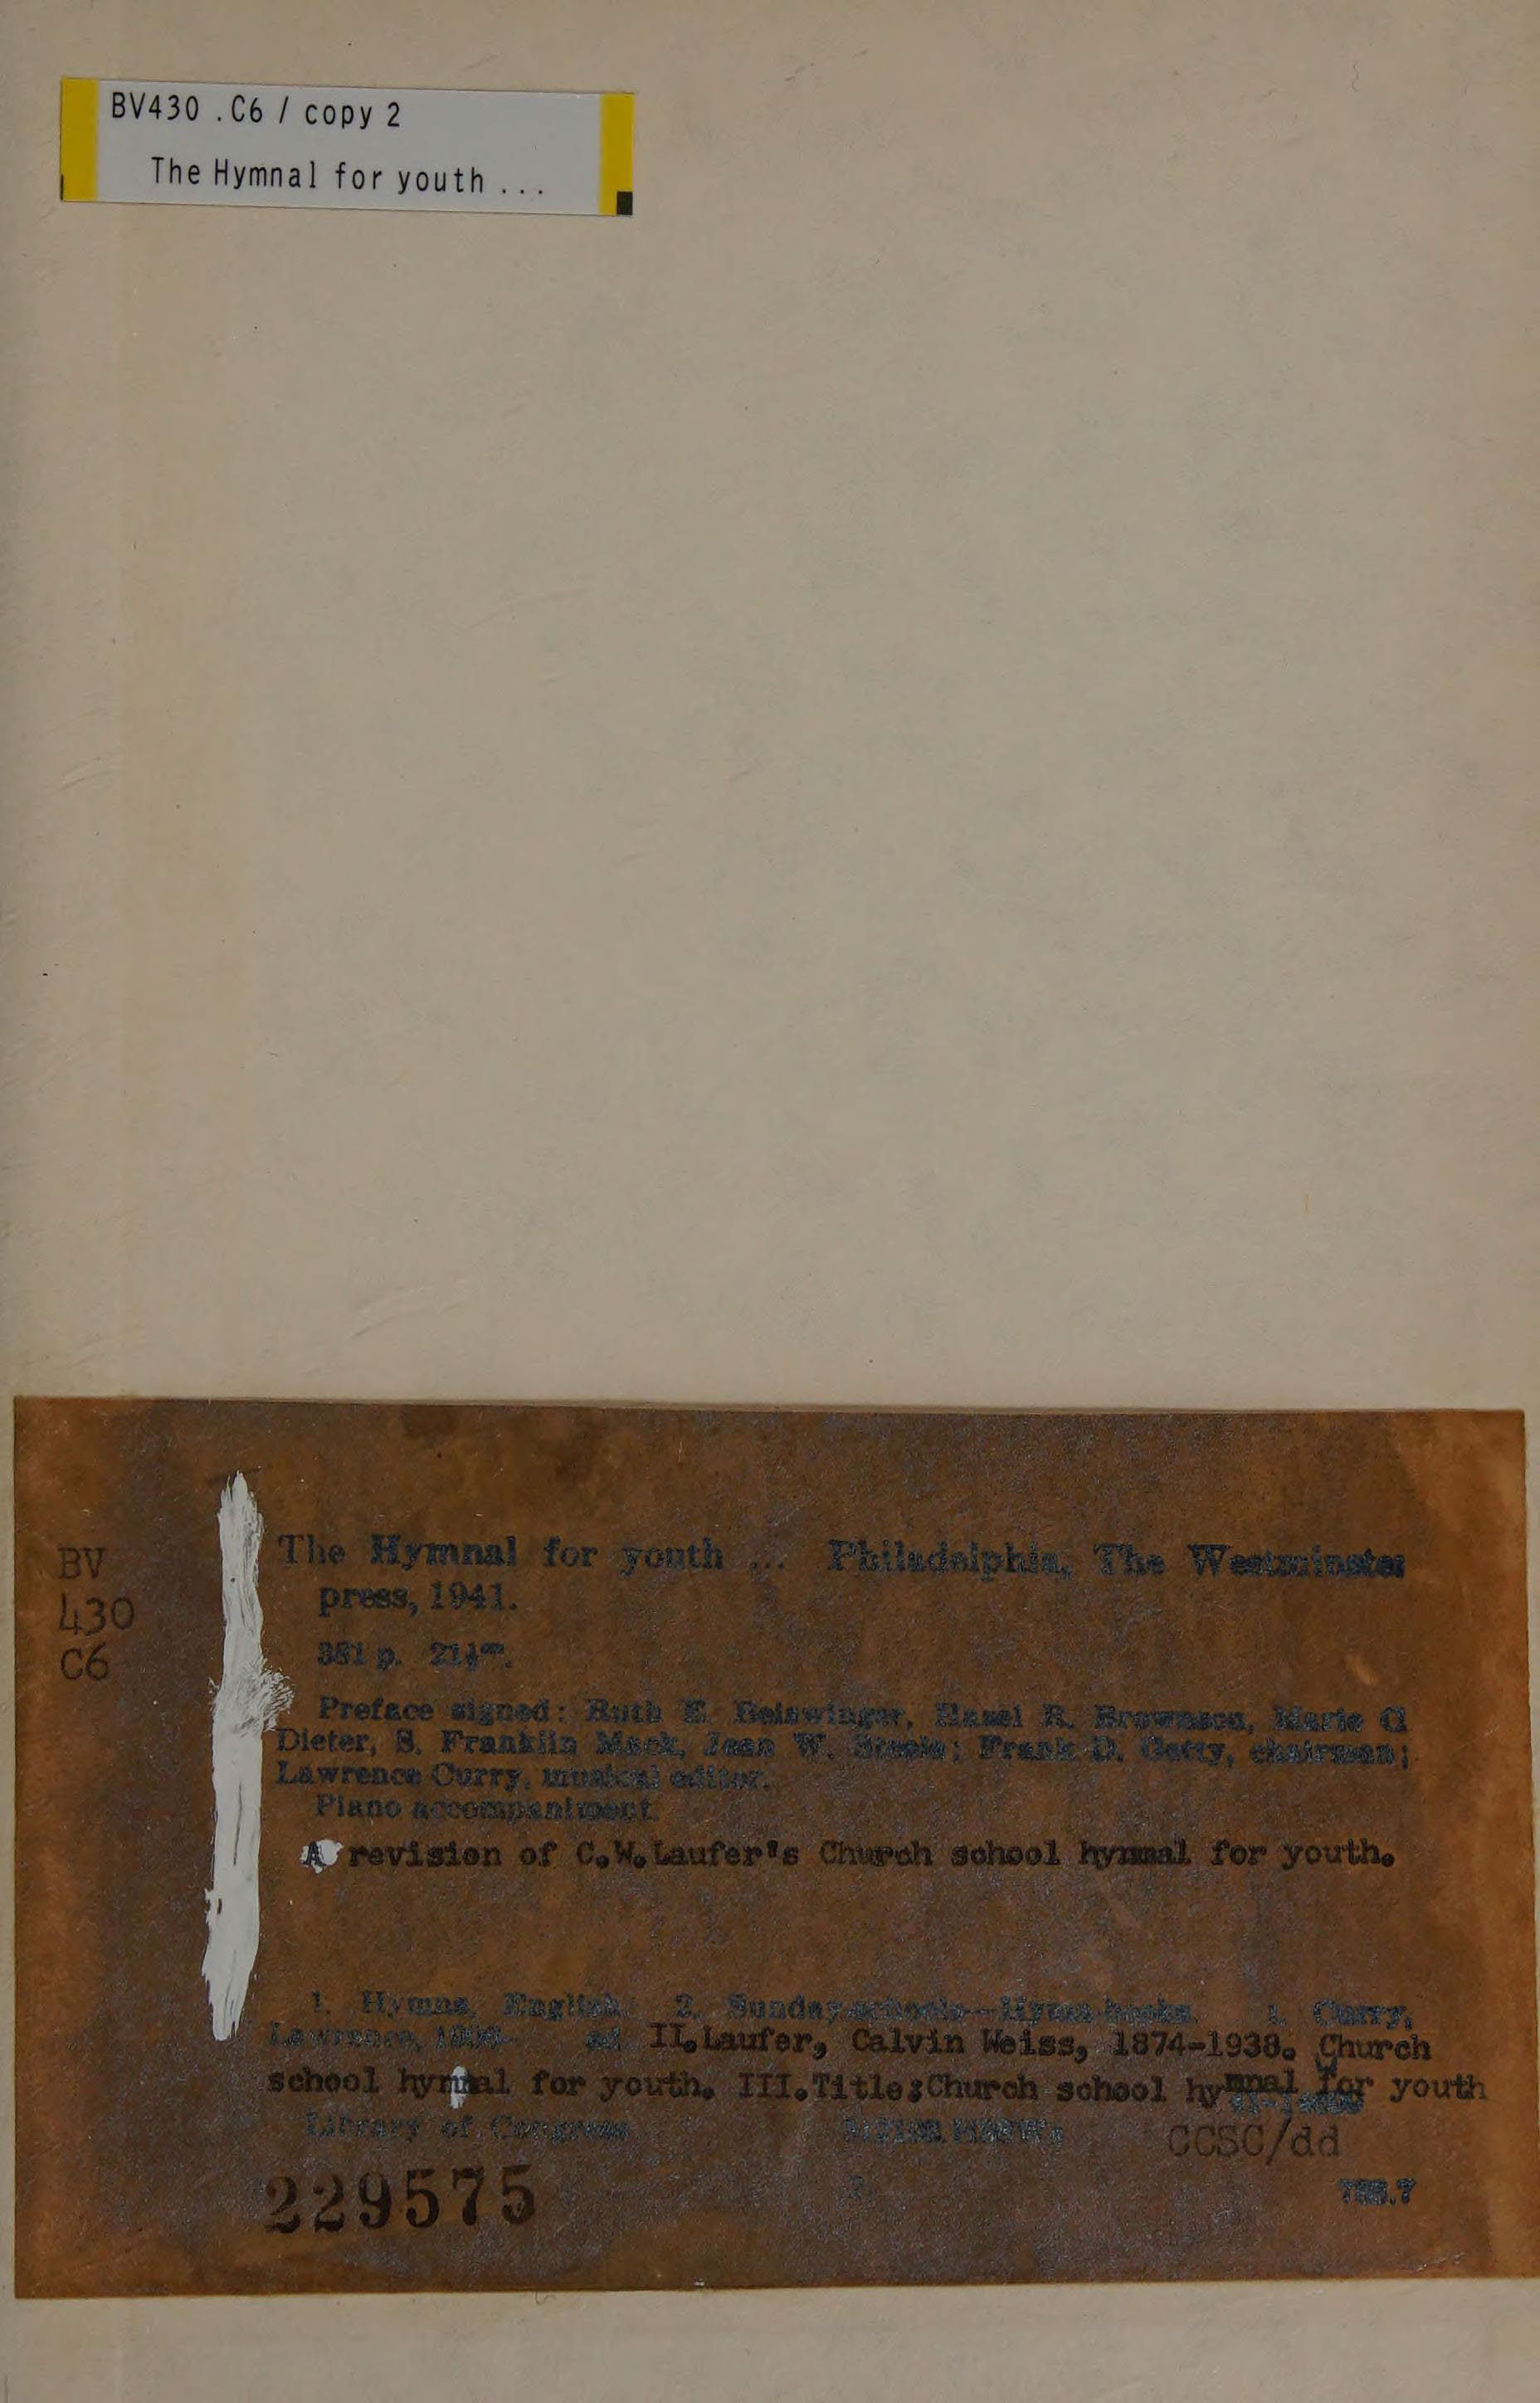 BV430 .C6 / copy 2
The Hymnal for youth ...
The Hymnal for youth ... Philadelphia, The Westminster
BV
press, 1941.
430
C6
381 p.
Preface signed: Ruth E. Hazel R. Brownson, Marie G
Dieter, S. Franklin Mack, Jean W. Steele; Frank D. Getty, chairman;
Lawrence Curry, musical editor.
Piano accompaniment.
A revision of C.W.Laufer's Church school hymnal for youth.
1. Hymns, English. 2. Sunday-schools—Hymn-books. I. Curry,
Lawrence, ed II.Laufer, Calvin Weiss, 1874-1938. Church
school hymnal for youth. III.Title:Church school hymnal for youth
Library of Congress
CCSC/dd
229575